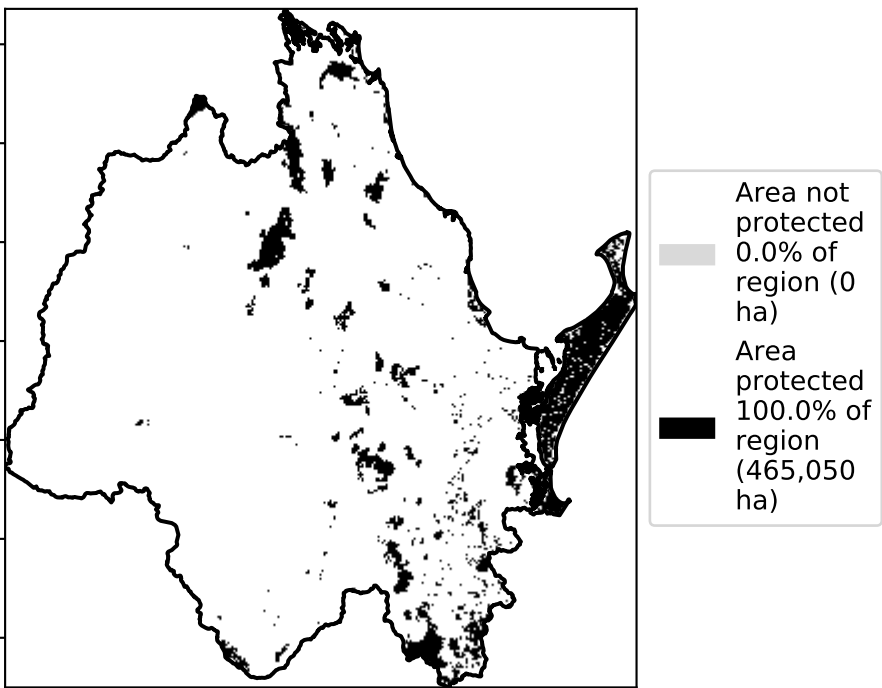 Area not
protected
0.0% of
region (0
ha)
Area
protected
100.0% of
region
(465,050
ha)